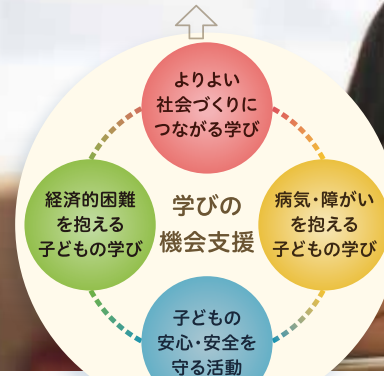 よりよい
社会づくりに
つながる学び
経済的困難
を抱える
子どもの学び
学びの
機会支援
病気・障がい
を抱える
子どもの学び
子どもの
安心・安全を
守る活動